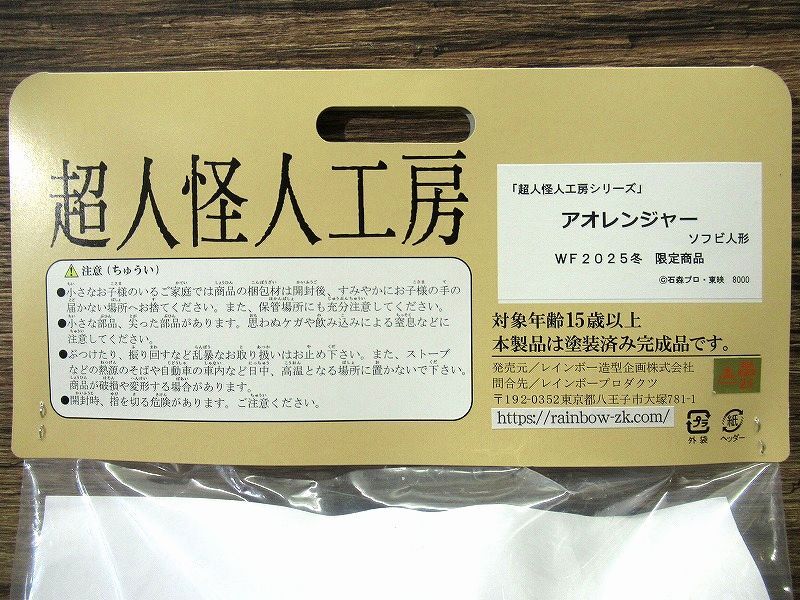 超人怪人工房
⚠注意(ちゅうい)
●小さなお子様のいるご家庭では商品の梱包材は開封後、すみやかにお子様の手の
届かない場所へお捨てください。また、保管場所にも充分注意してください。
●小さな部品、尖った部品があります。思わぬケガや飲み込みによる窒息などに
注意してください。
●ぶつけたり、振り回すなど乱暴なお取り扱いはお止め下さい。また、ストーブ
などの熱源のそばや自動車の車内など日中、高温となる場所に置かないで下さい。
商品が破損や変形する場合があります。
●開封時、指を切る危険があります。ご注意ください。
「超人怪人工房シリーズ」
アオレンジャー
ソフビ人形
WF2025冬 限定商品
©石森プロ・東映 8000
対象年齢15歳以上
本製品は塗装済み完成品です。
発売元／レインボー造型企画株式会社
問合先／レインボープロダクツ
〒192-0352東京都八王子市大塚781-1
https://rainbow-zk.com/
プラ
外袋
紙
ヘッダー